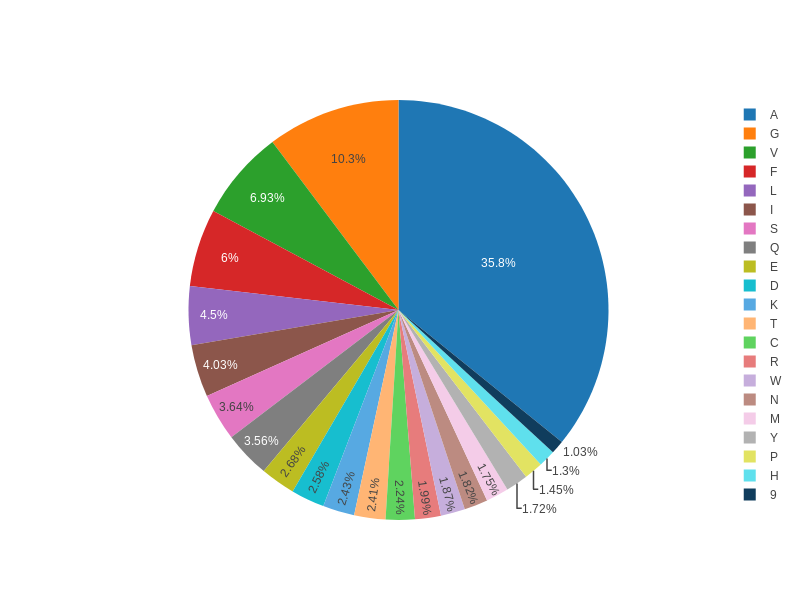 35.8%
10.3%
6.93%
6%
4.5%
4.03%
3.64%
3.56%
2.68%
2.58%
2.43%
2.41%
2.24%
1.99%
1.87%
1.82%
1.75%
1.72%
1.45%
1.3%
1.03%
A
G
V
F
L
I
S
Q
E
D
K
T
C
R
W
N
M
Y
P
H
9